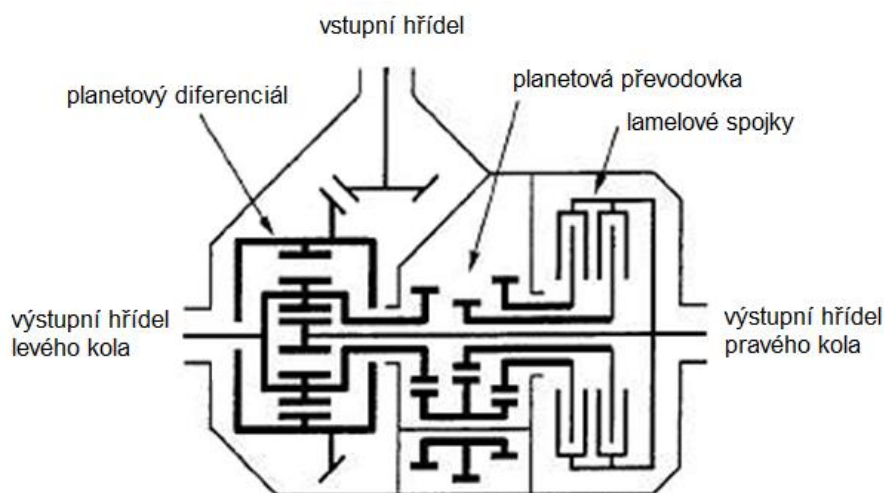 vstupní hřídel
planetový diferenciál
planetová převodovka
lamelové spojky
výstupní hřídel
levého kola
výstupní hřídel
pravého kola